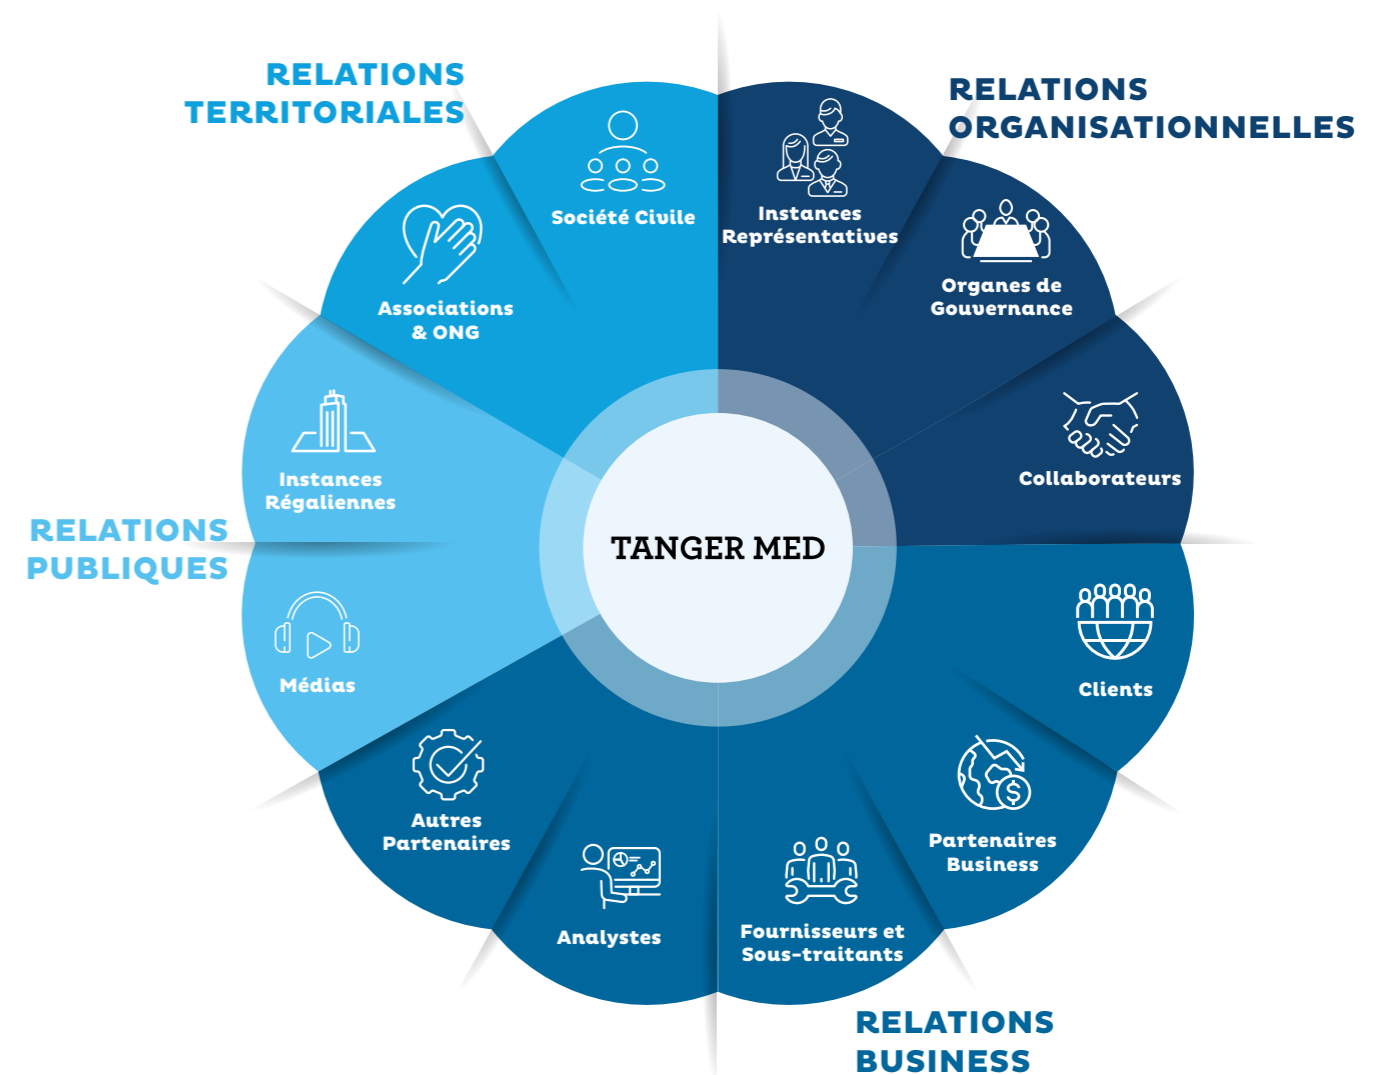 RELATIONS
TERRITORIALES
RELATIONS
ORGANISATIONNELLES
Société Civile
Instances
Représentatives
Associations
& ONG
Organes de
Gouvernance
Instances
Régaliennes
Collaborateurs
RELATIONS
PUBLIQUES
TANGER MED
Médias
Clients
Autres
Partenaires
Partenaires
Business
Analystes
Fournisseurs et
Sous-traitants
RELATIONS
BUSINESS